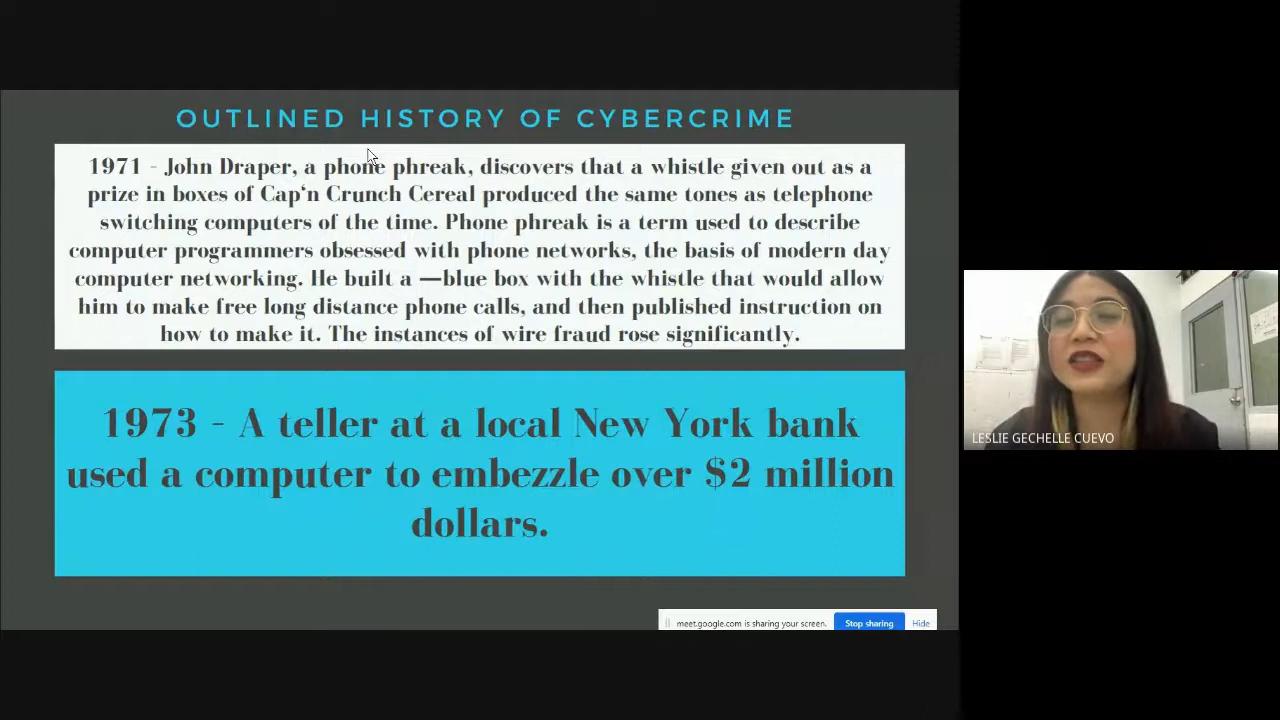 OUTLINED HISTORY OF CYBERCRIME
1971 - John Draper, a phone phreak, discovers that a whistle given out as a
prize in boxes of Cap‘n Crunch Cereal produced the same tones as telephone
switching computers of the time. Phone phreak is a term used to describe
computer programmers obsessed with phone networks, the basis of modern day
computer networking. He built a —blue box with the whistle that would allow
him to make free long distance phone calls, and then published instruction on
how to make it. The instances of wire fraud rose significantly.
1973 - A teller at a local New York bank
used a computer to embezzle over $2 million
dollars.
meet.google.com is sharing your screen.
Stop sharing
Hide
LESLIE GECHELLE CUEVO